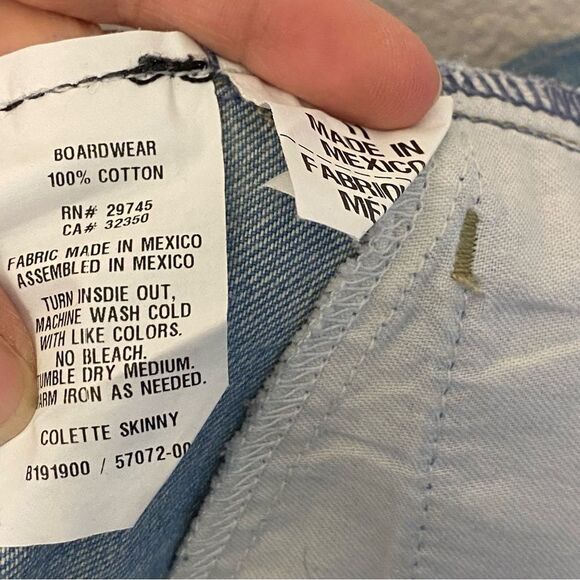 BOARDWEAR
100% COTTON
RN# 29745
CA# 32350
FABRIC MADE IN MEXICO
ASSEMBLED IN MEXICO
TURN INSDIE OUT,
MACHINE WASH COLD
WITH LIKE COLORS.
NO BLEACH.
TUMBLE DRY MEDIUM.
ARM IRON AS NEEDED.
COLETTE SKINNY
8191900 / 57072-00
MADE IN
MEXICO